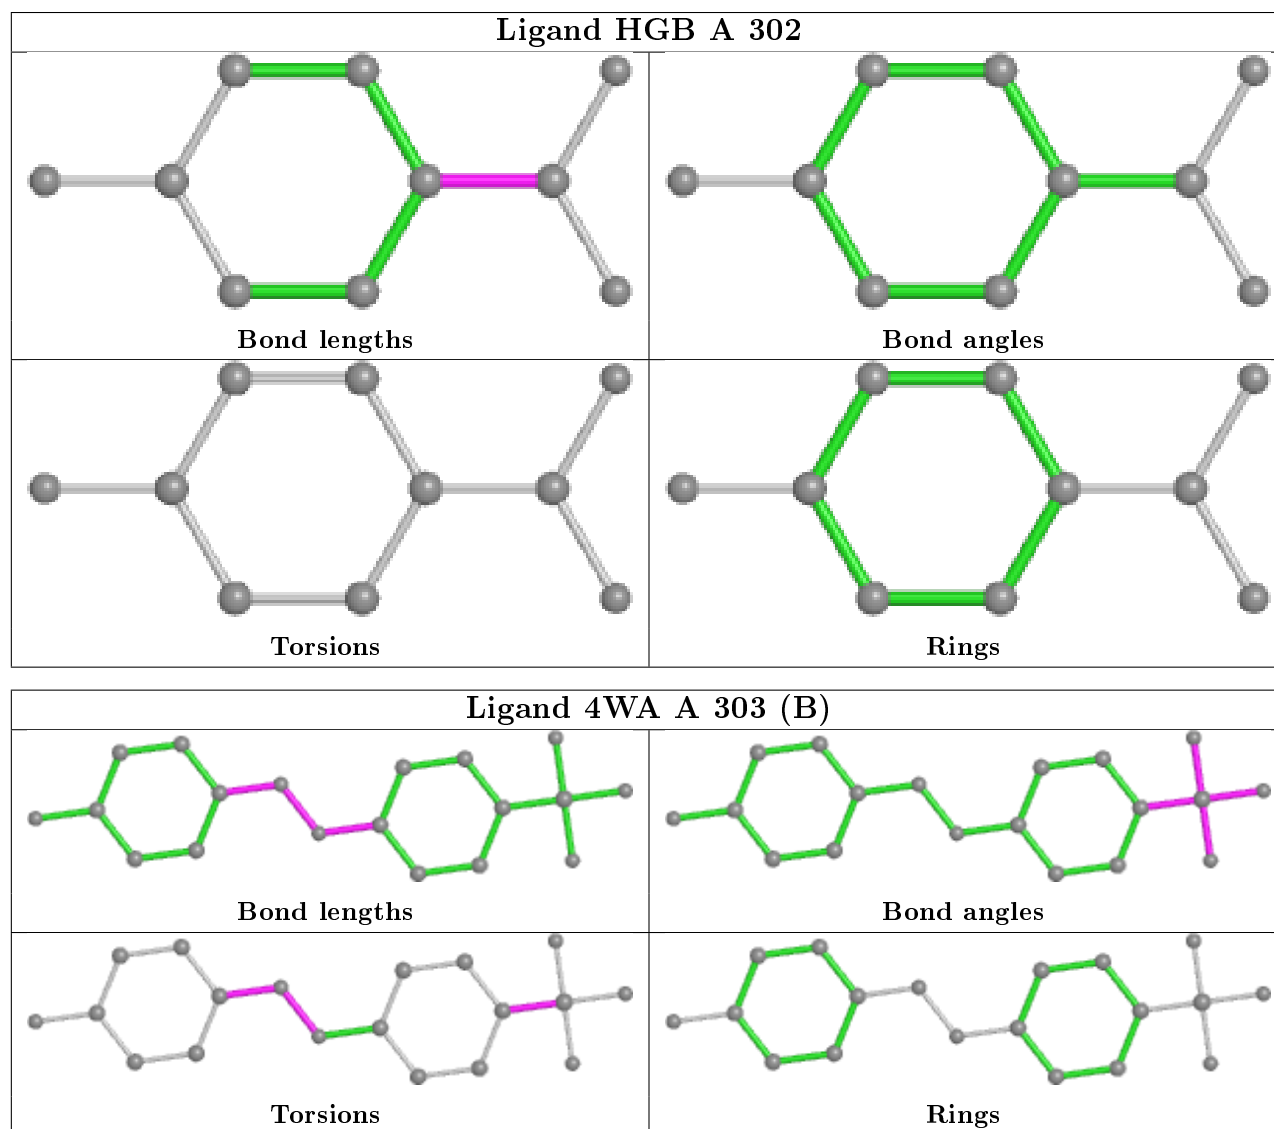 Ligand HGB A 302
Bond lengths
Bond angles
Torsions
Rings
Ligand 4WA A 303 (B)
Bond lengths
Bond angles
Torsions
Rings